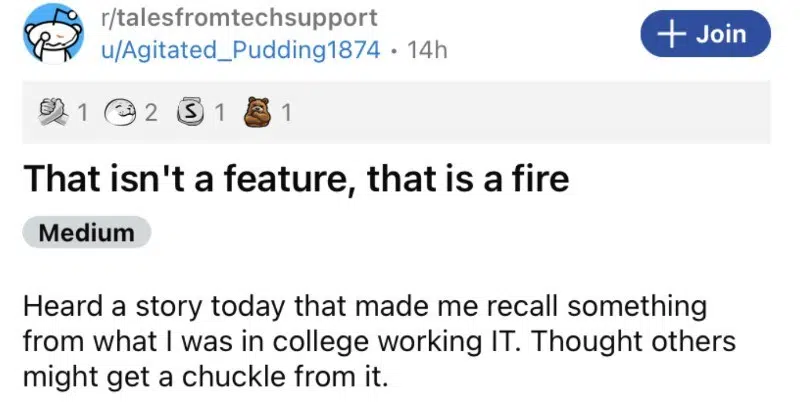 r/talesfromtechsupport
u/Agitated_Pudding1874 • 14h
+ Join
1 2 S 1 1
That isn't a feature, that is a fire
Medium
Heard a story today that made me recall something
from what I was in college working IT. Thought others
might get a chuckle from it.